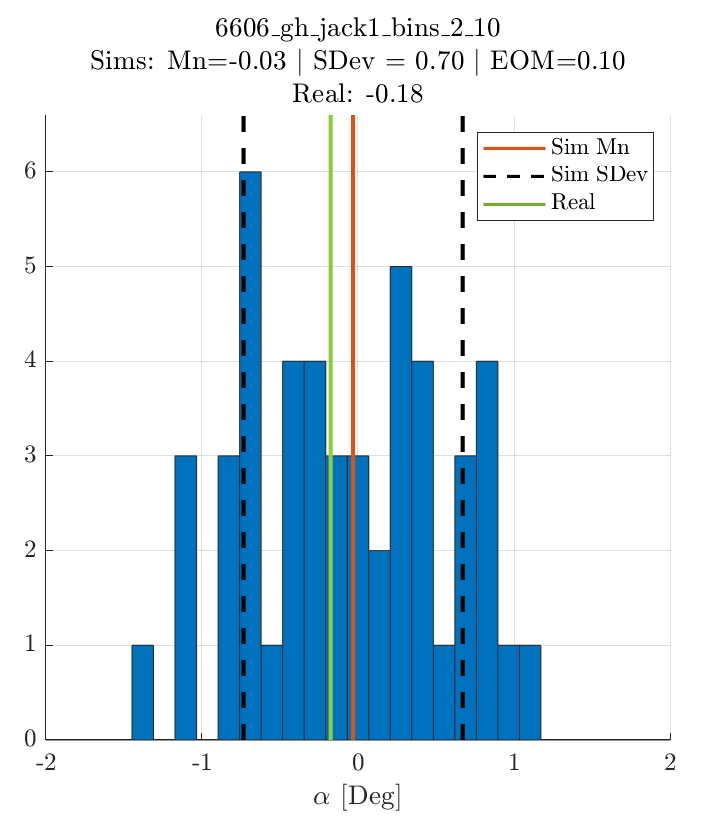 6606_gh_jack1_bins_2_10
Sims: Mn=-0.03 | SDev = 0.70 | EOM=0.10
Real: -0.18
Sim Mn
Sim SDev
Real
6
5
4
3
2
1
0
-2 -1 0 1 2
α [Deg]